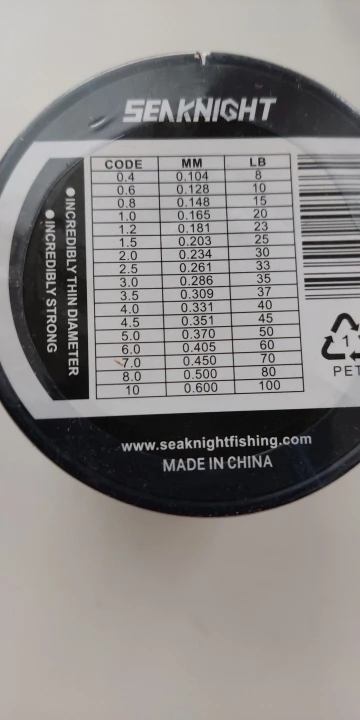 SEAKNIGHT
CODE MM LB
0.4 0.104 8
0.6 0.128 10
0.8 0.148 15
1.0 0.165 20
1.2 0.181 23
1.5 0.203 25
2.0 0.234 30
2.5 0.261 33
3.0 0.286 35
3.5 0.309 37
4.0 0.331 40
4.5 0.351 45
5.0 0.370 50
6.0 0.405 60
7.0 0.450 70
8.0 0.500 80
10 0.600 100
●INCREDIBLY THIN DIAMETER
●INCREDIBLY STRONG
1
PET
www.seaknightfishing.com
MADE IN CHINA